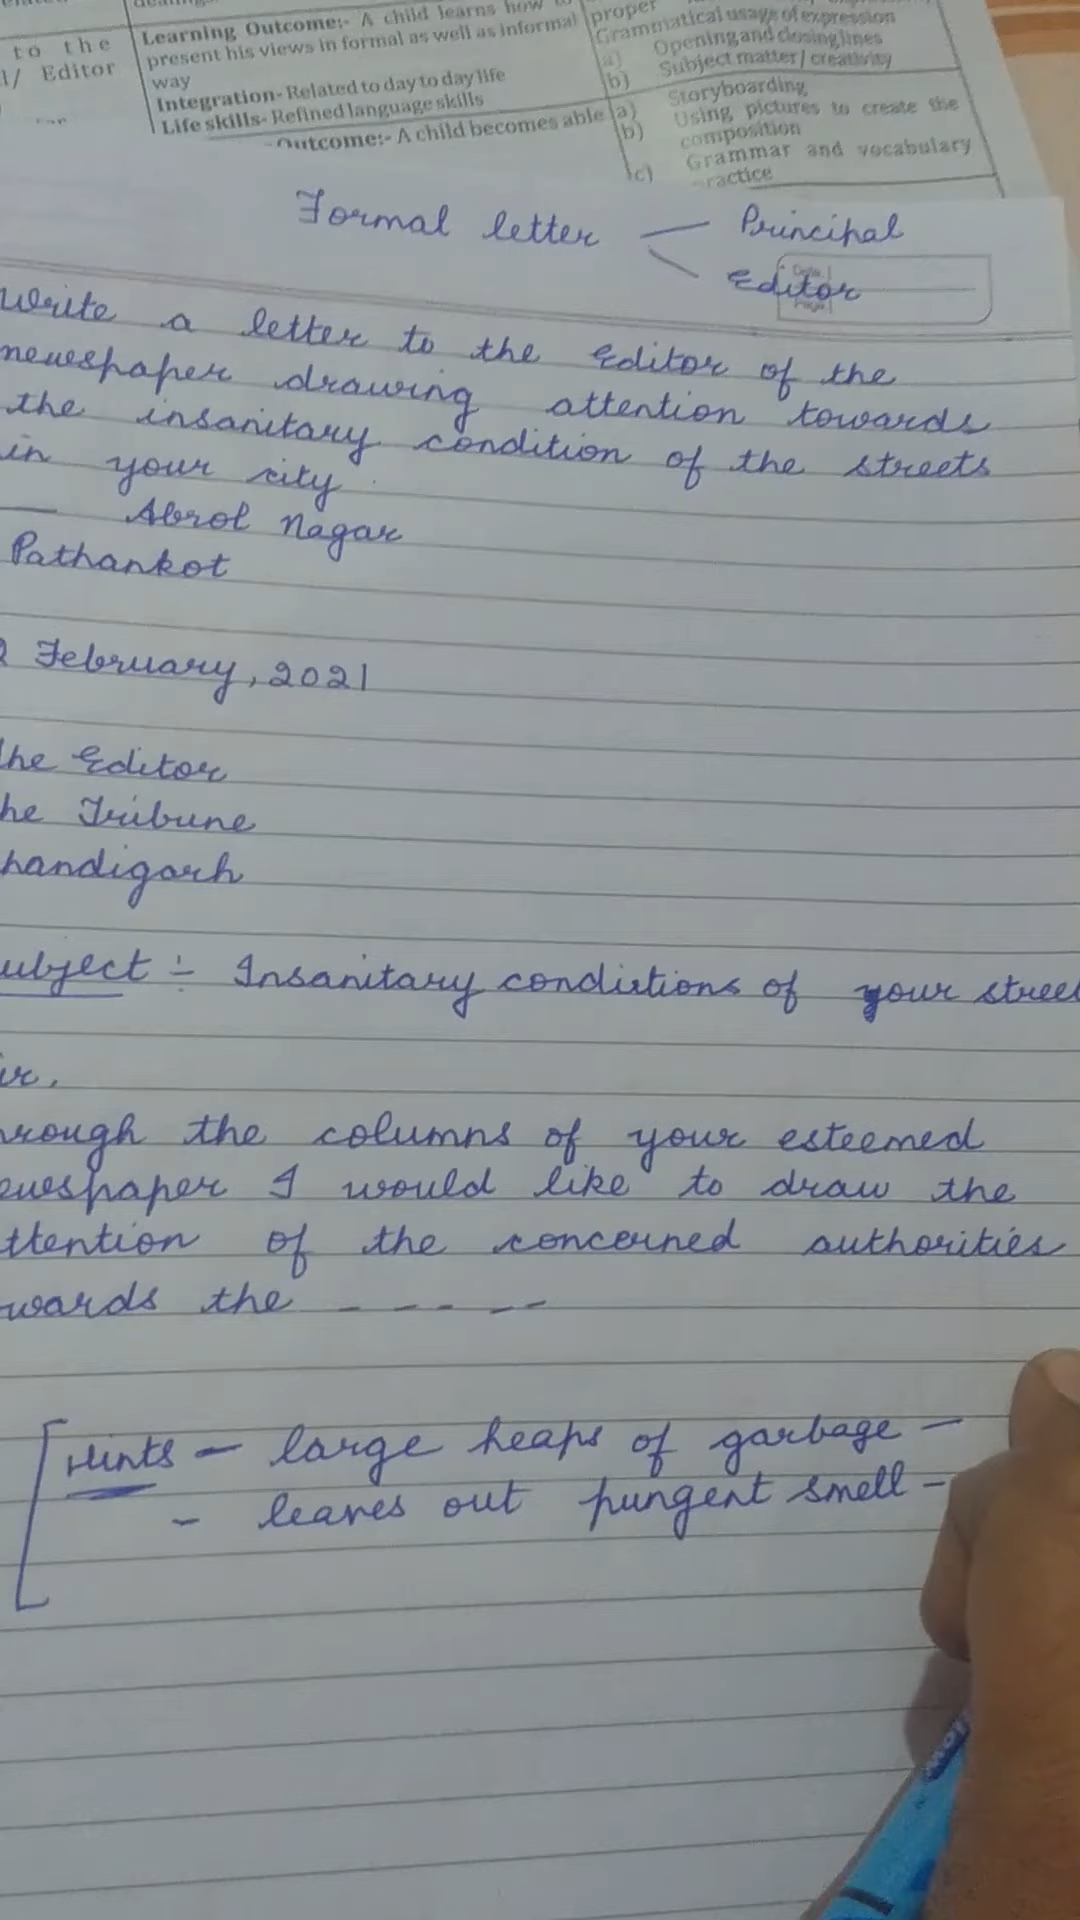 to the
/ Editor
Learning Outcome:- A child learns how to
present his views in formal as well as informal
way
Integration- Related to day to day life
Life skills- Refined language skills
Outcome:- A child becomes able
proper
Grammatical usage of expression
a) Opening and closing lines
b) Subject matter / creativity
a) Storyboarding
b) Using pictures to create the
composition
c) Grammar and vocabulary
ractice
Formal letter — Principal
Editor
Date
Page
Write a letter to the Editor of the
newspaper drawing attention towards
the insanitary condition of the streets
in your city
Abrol Nagar
Pathankot
2 February, 2021
he Editor
he Tribune
handigarh
ubject :- Insanitary condictions of your stree
ir,
rough the columns of your esteemed
ewspaper I would like to draw the
ttention of the concerned authorities
wards the - - - - -
[Hints - large heaps of garbage -
- leaves out pungent smell -